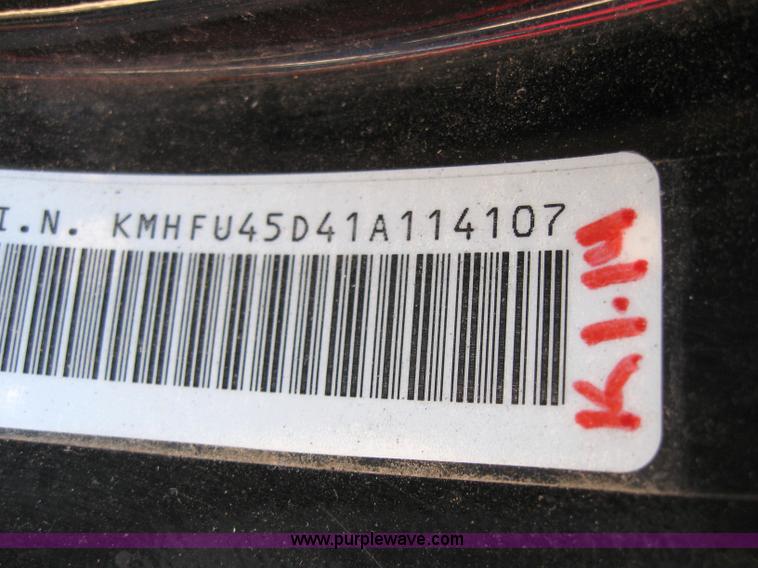 I.N. KMHFU45D41A114107
K1.14
www.purplewave.com